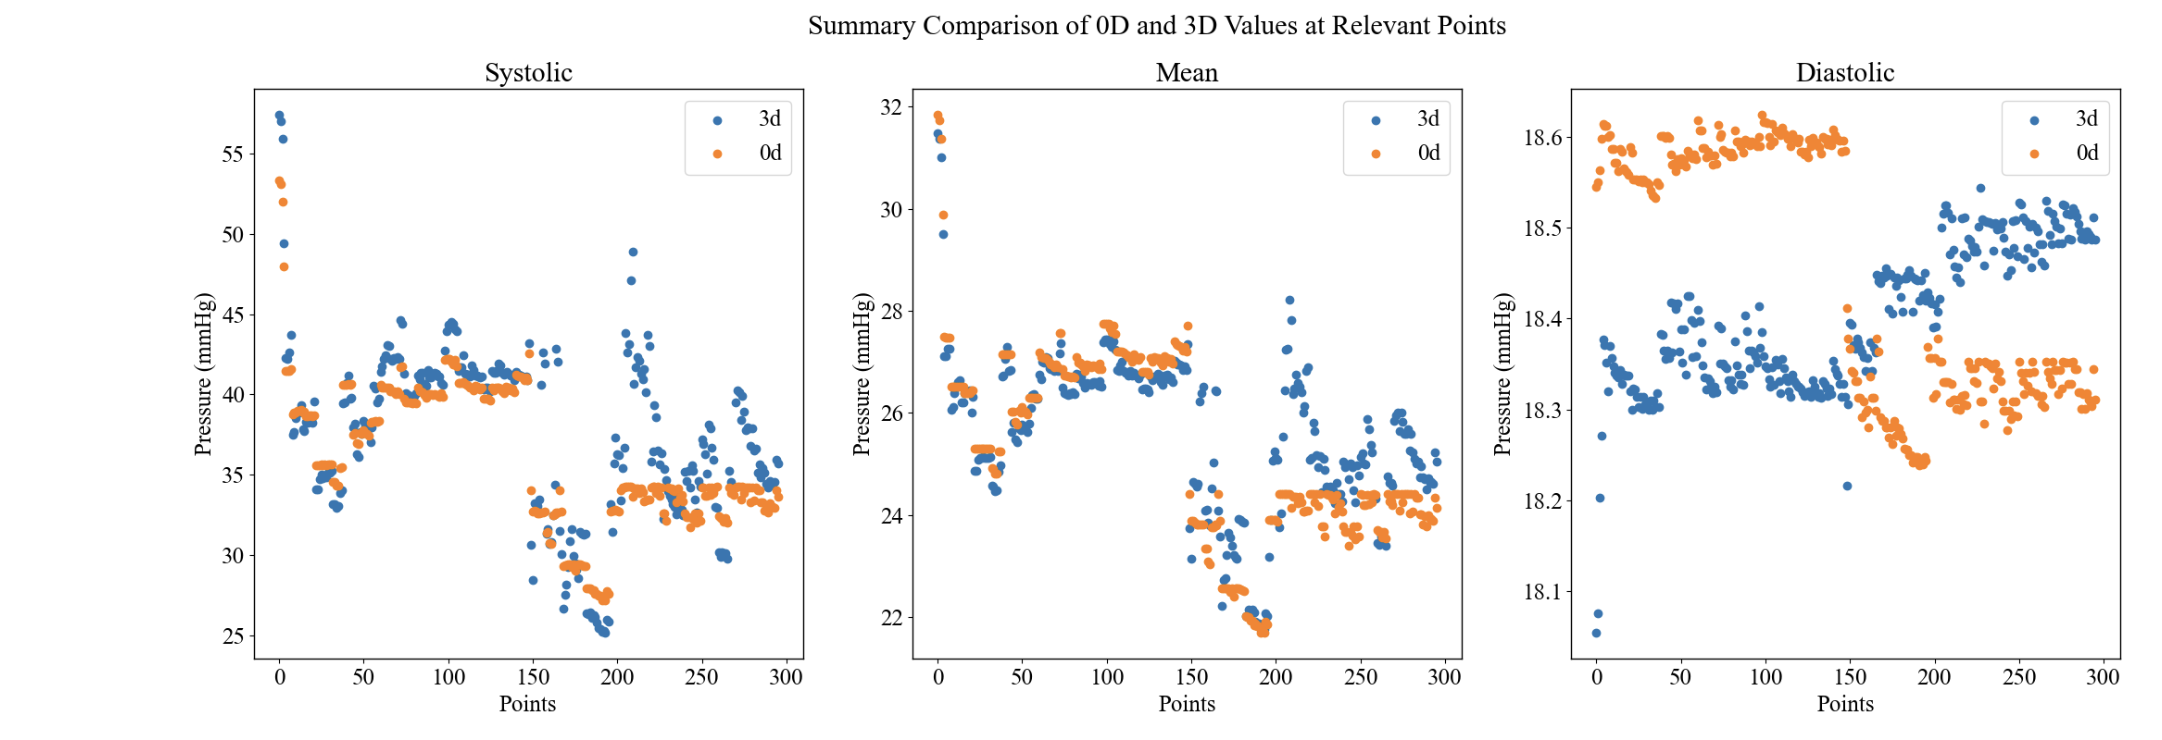 Summary Comparison of 0D and 3D Values at Relevant Points
Systolic
3d
0d
55
50
45
40
35
30
25
Pressure (mmHg)
0 50 100 150 200 250 300
Points
Mean
3d
0d
32
30
28
26
24
22
Pressure (mmHg)
0 50 100 150 200 250 300
Points
Diastolic
3d
0d
18.6
18.5
18.4
18.3
18.2
18.1
Pressure (mmHg)
0 50 100 150 200 250 300
Points